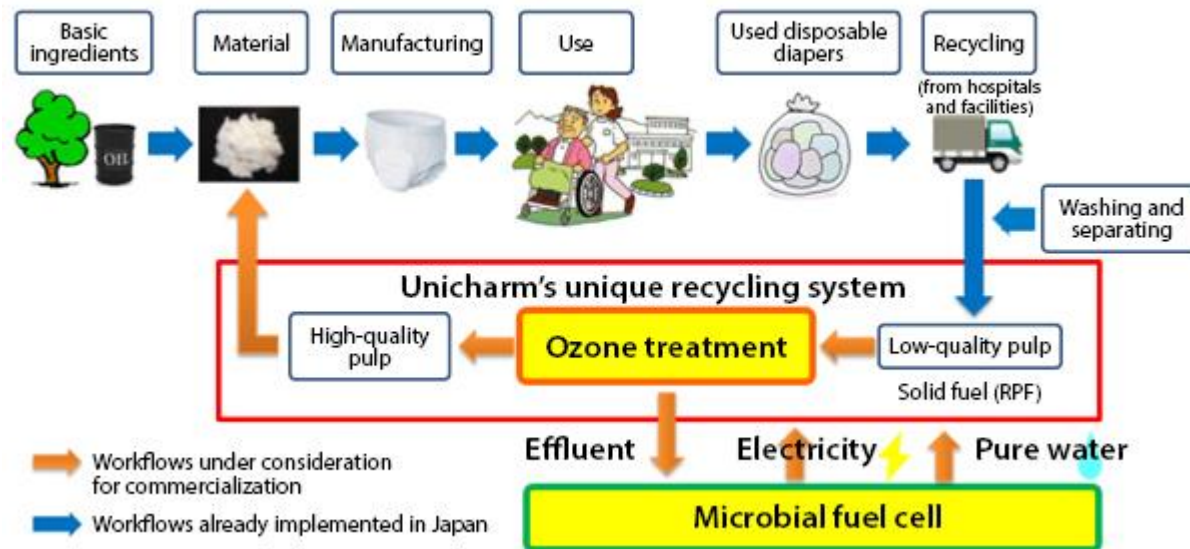 Basic
ingredients
Material
Manufacturing
Use
Used disposable
diapers
Recycling
(from hospitals
and facilities)
OIL
Washing and
separating
Unicharm's unique recycling system
High-quality
pulp
Ozone treatment
Low-quality pulp
Solid fuel (RPF)
Effluent
Electricity
Pure water
Workflows under consideration
for commercialization
Workflows already implemented in Japan
Microbial fuel cell